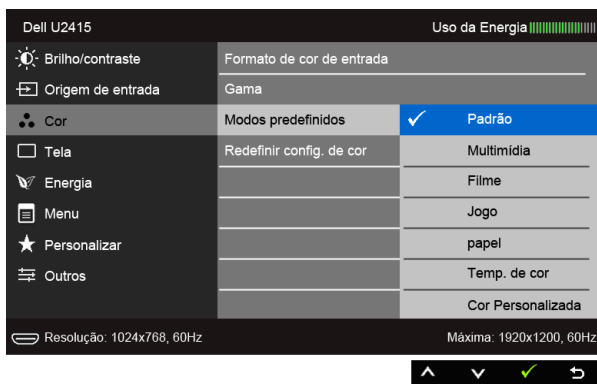 Dell U2415
Uso da Energia
Brilho/contraste
Formato de cor de entrada
Origem de entrada
Gama
Cor
Modos predefinidos
Padrão
Tela
Redefinir config. de cor
Multimídia
Energia
Filme
Menu
Jogo
Personalizar
papel
Outros
Temp. de cor
Cor Personalizada
Resolução: 1024x768, 60Hz
Máxima: 1920x1200, 60Hz